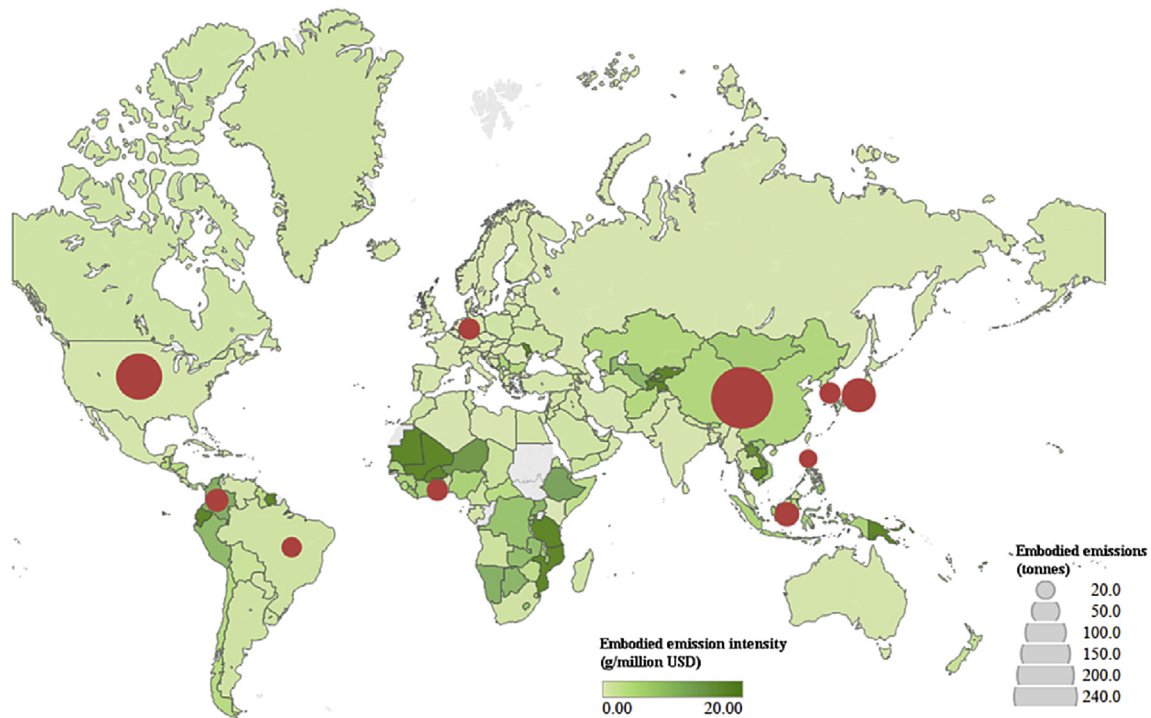 Embodied emissions
(tonnes)
20.0
50.0
100.0
150.0
200.0
240.0
Embodied emission intensity
(g/million USD)
0.00 20.00